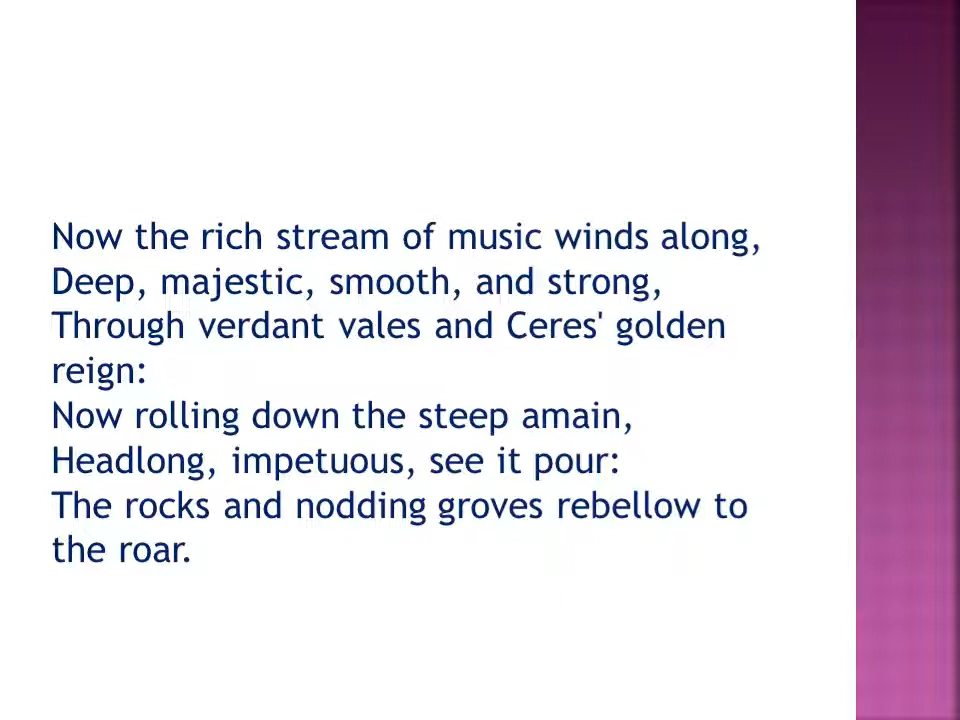 Now the rich stream of music winds along,
Deep, majestic, smooth, and strong,
Through verdant vales and Ceres' golden
reign:
Now rolling down the steep amain,
Headlong, impetuous, see it pour:
The rocks and nodding groves rebellow to
the roar.